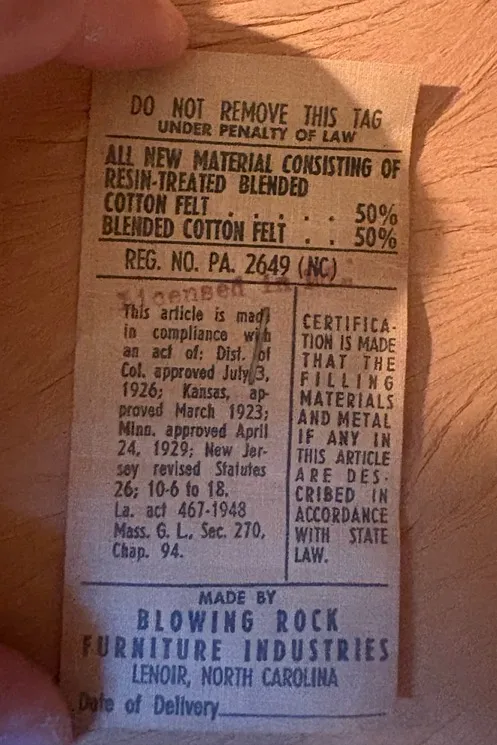 DO NOT REMOVE THIS TAG
UNDER PENALTY OF LAW
ALL NEW MATERIAL CONSISTING OF
RESIN-TREATED BLENDED
COTTON FELT . . . . . . 50%
BLENDED COTTON FELT . . 50%
REG. NO. PA. 2649 (NC)
Licensed in
This article is made
in compliance with
an act of: Dist. of
Col. approved July 3,
1926; Kansas, ap-
proved March 1923;
Minn. approved April
24, 1929; New Jer-
sey revised Statutes
26; 10-6 to 18.
La. act 467-1948
Mass. G. L., Sec. 270,
Chap. 94.
CERTIFICA-
TION IS MADE
THAT THE
FILLING
MATERIALS
AND METAL
IF ANY IN
THIS ARTICLE
ARE DES-
CRIBED IN
ACCORDANCE
WITH STATE
LAW.
MADE BY
BLOWING ROCK
FURNITURE INDUSTRIES
LENOIR, NORTH CAROLINA
Date of Delivery